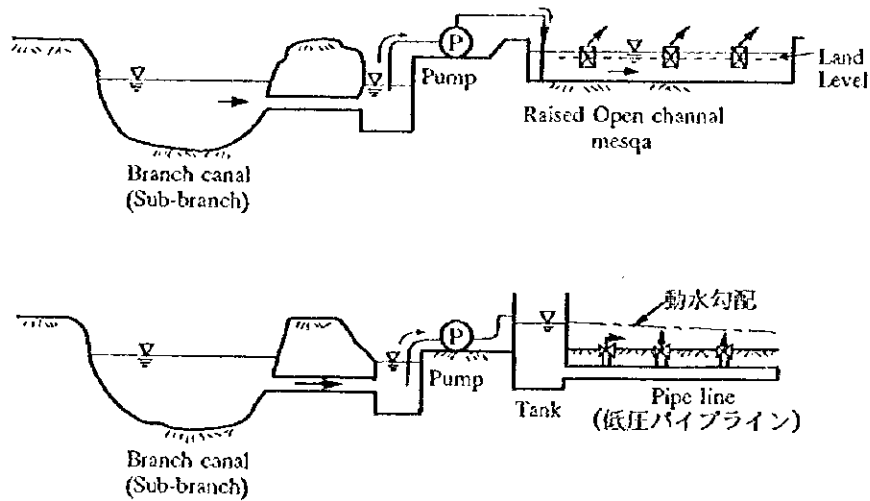 P
Pump
Land
Level
Raised Open channal
mesqa
Branch canal
(Sub-branch)
動水勾配
P
Pump
Tank
Pipe line
(低圧パイプライン)
Branch canal
(Sub-branch)